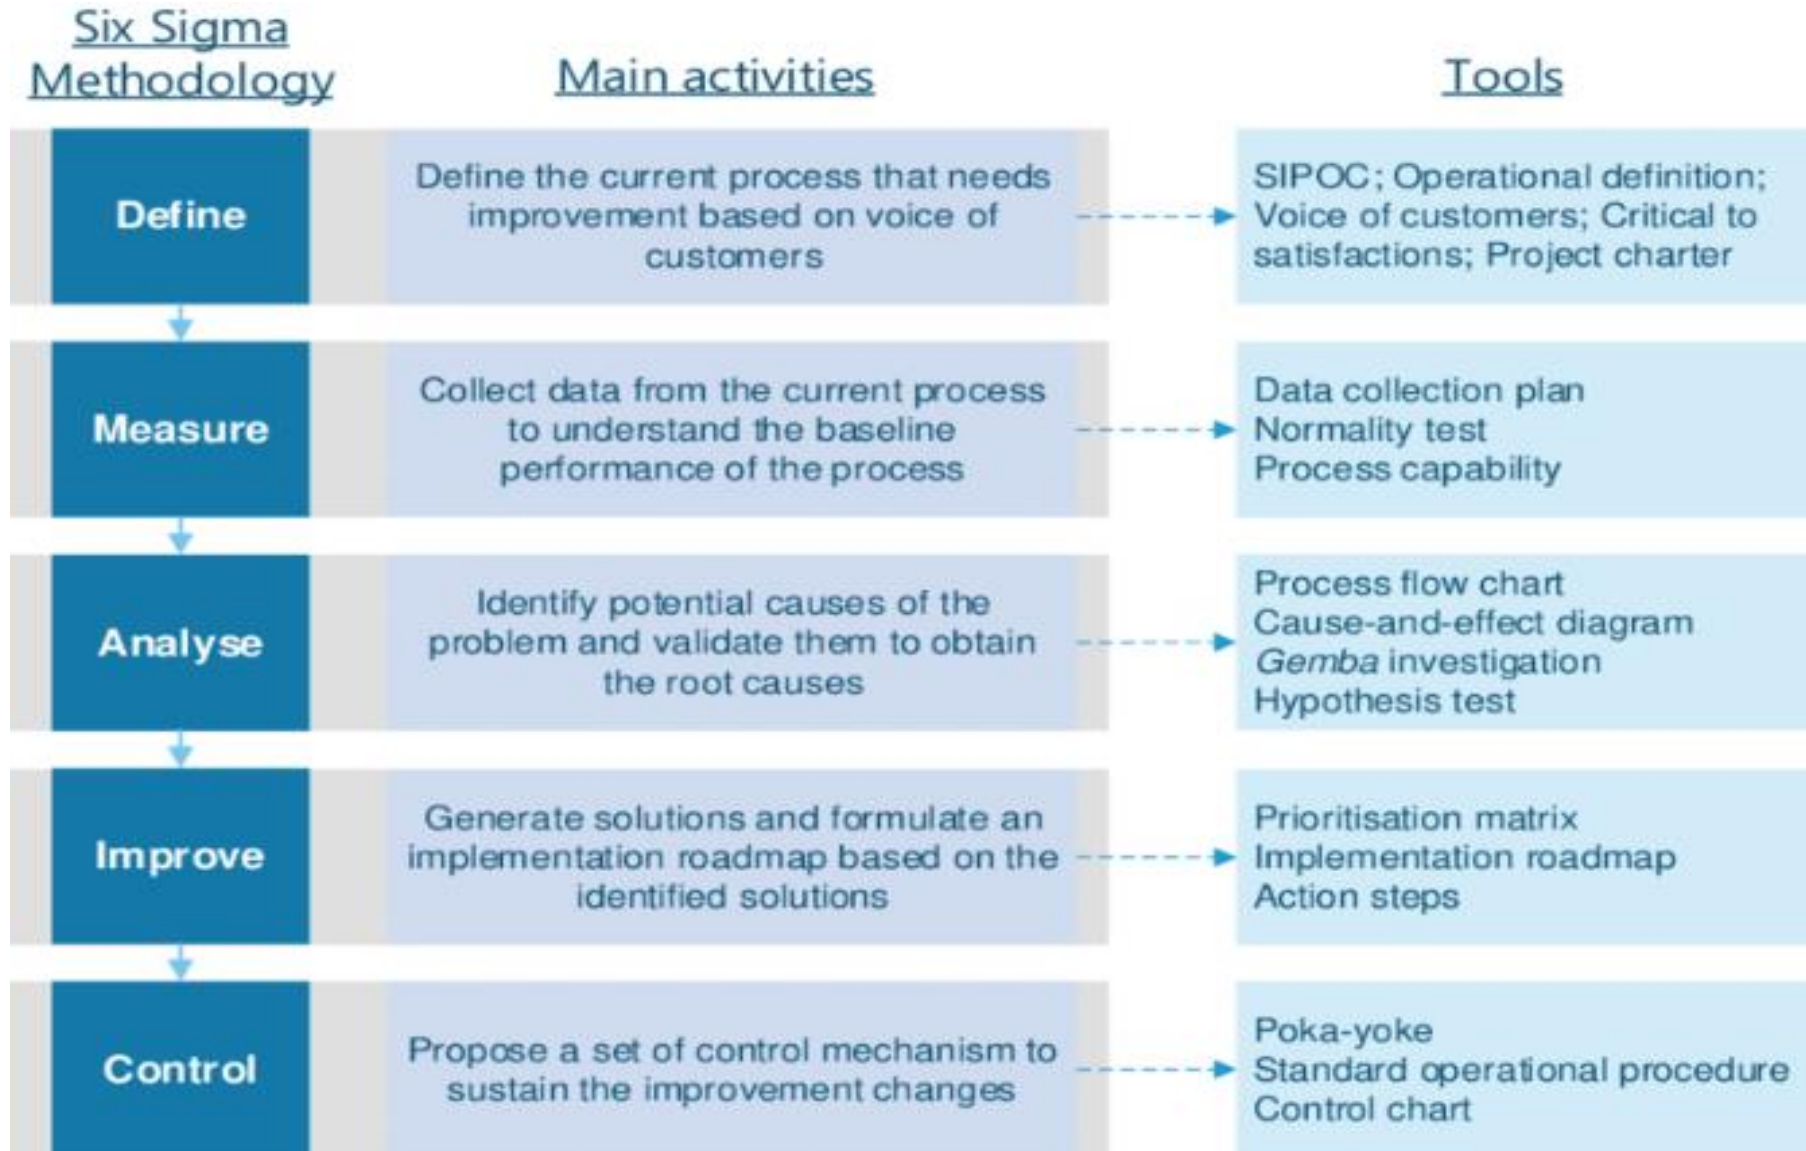 Six Sigma
Methodology
Main activities
Tools
Define
Define the current process that needs
improvement based on voice of
customers
SIPOC; Operational definition;
Voice of customers; Critical to
satisfactions; Project charter
Measure
Collect data from the current process
to understand the baseline
performance of the process
Data collection plan
Normality test
Process capability
Analyse
Identify potential causes of the
problem and validate them to obtain
the root causes
Process flow chart
Cause-and-effect diagram
Gemba investigation
Hypothesis test
Improve
Generate solutions and formulate an
implementation roadmap based on the
identified solutions
Prioritisation matrix
Implementation roadmap
Action steps
Control
Propose a set of control mechanism to
sustain the improvement changes
Poka-yoke
Standard operational procedure
Control chart